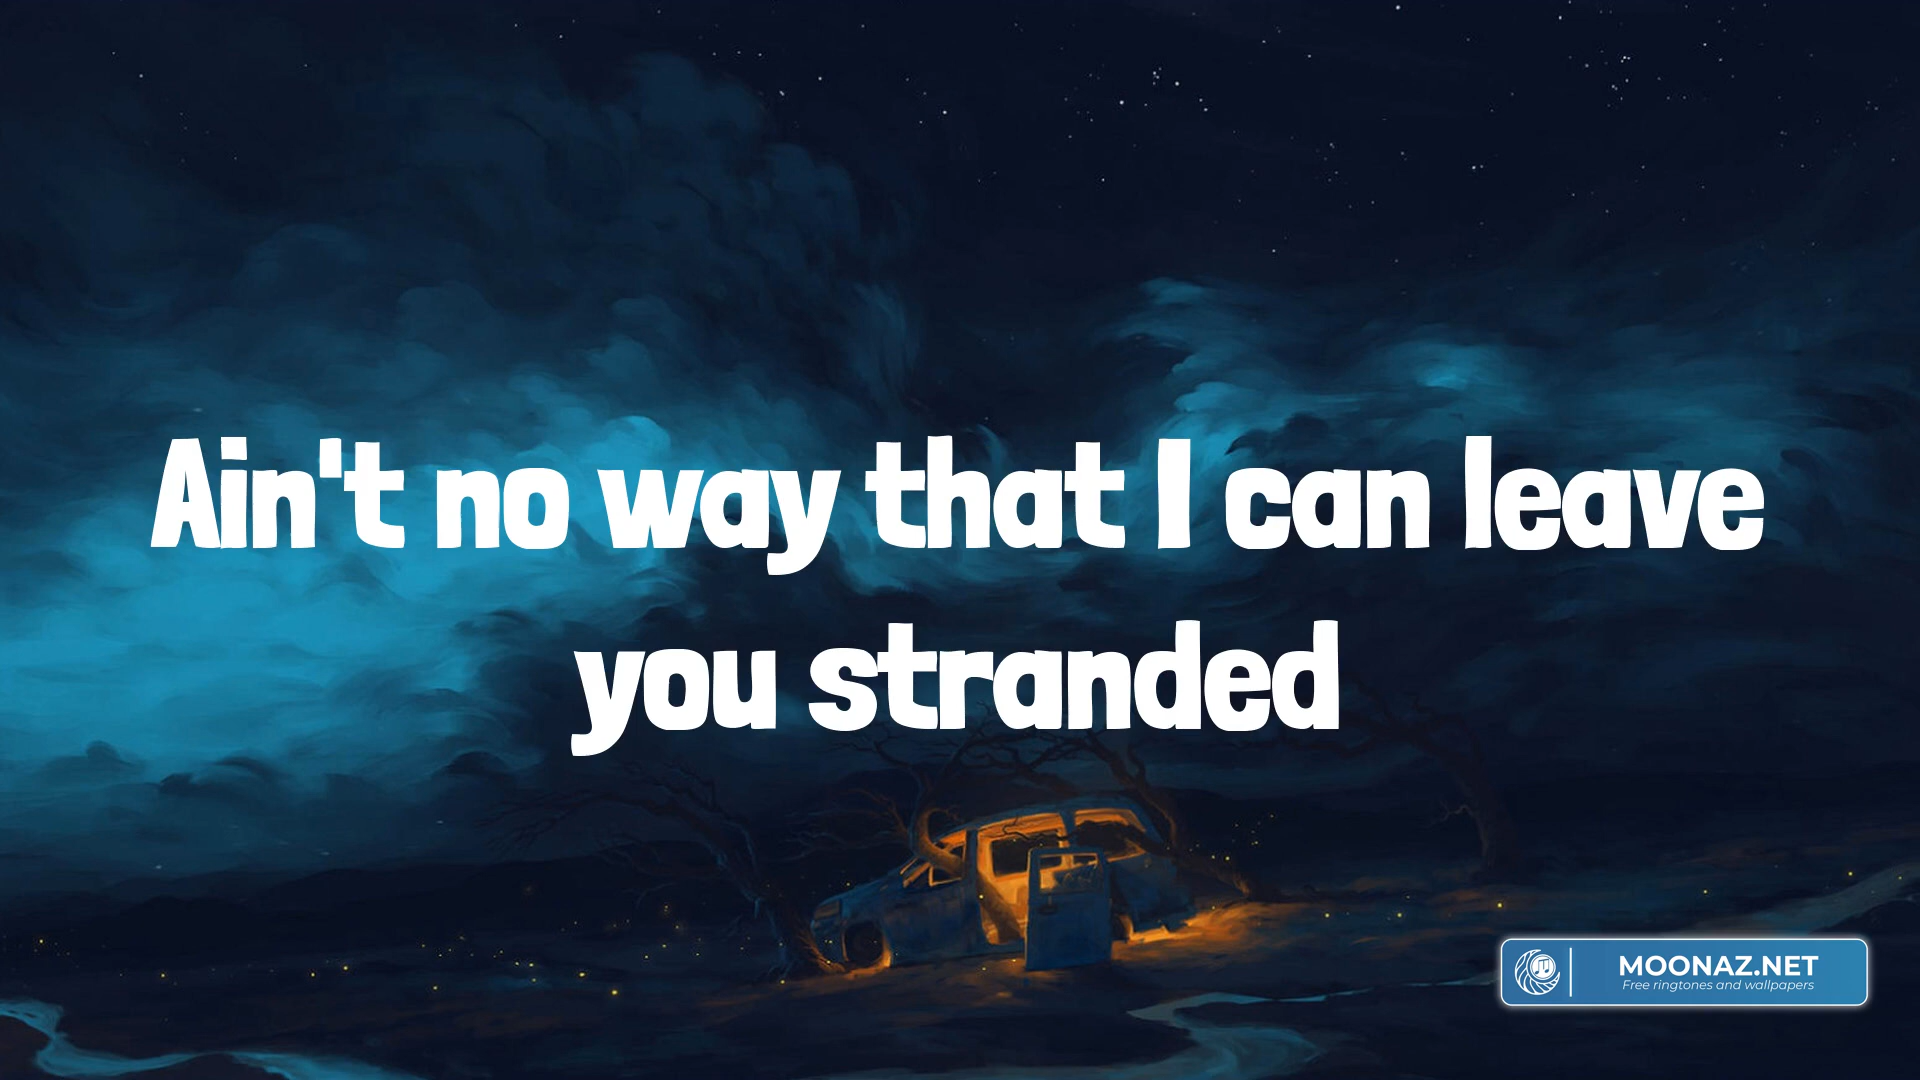 Ain't no way that I can leave
you stranded
MOONAZ.NET
Free ringtones and wallpapers